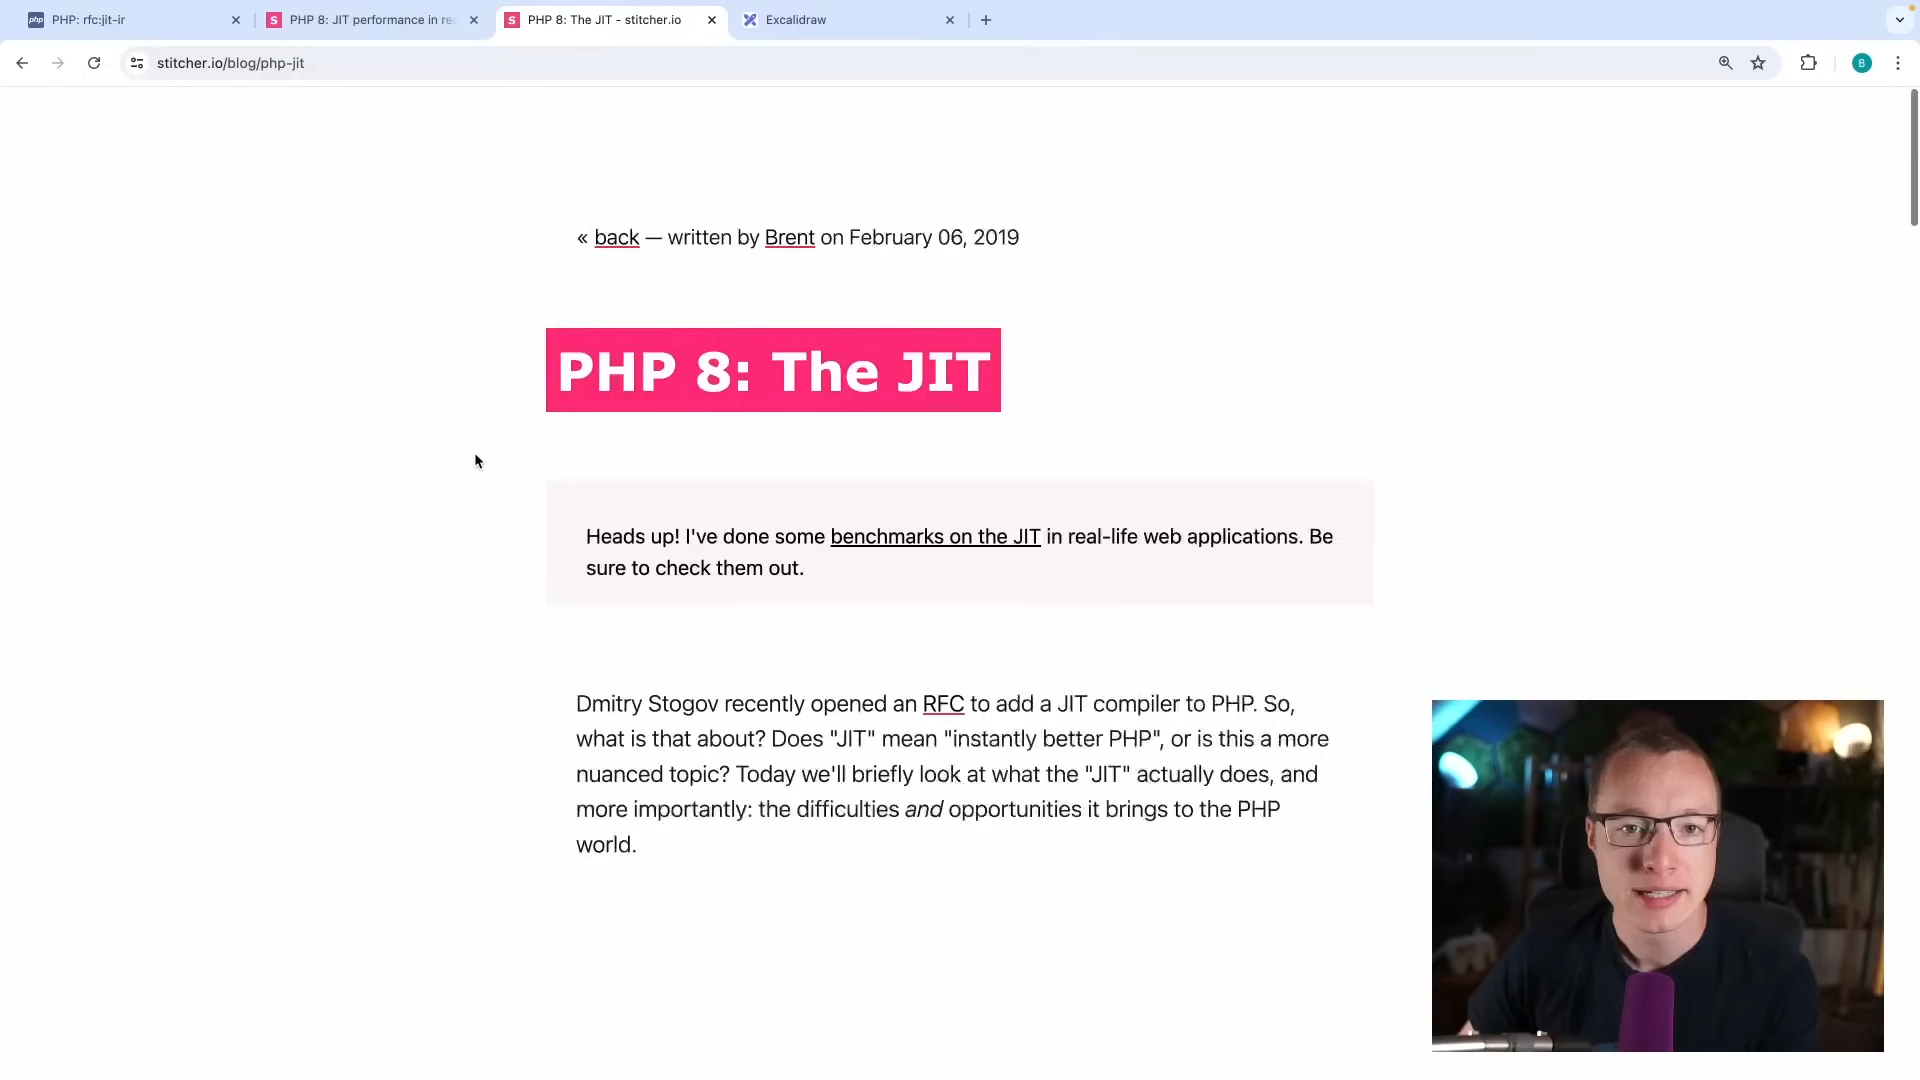 php PHP: rfc:jit-ir
S PHP 8: JIT performance in re
S PHP 8: The JIT - stitcher.io
Excalidraw
stitcher.io/blog/php-jit
B
« back — written by Brent on February 06, 2019
PHP 8: The JIT
Heads up! I've done some benchmarks on the JIT in real-life web applications. Be
sure to check them out.
Dmitry Stogov recently opened an RFC to add a JIT compiler to PHP. So,
what is that about? Does "JIT" mean "instantly better PHP", or is this a more
nuanced topic? Today we'll briefly look at what the "JIT" actually does, and
more importantly: the difficulties and opportunities it brings to the PHP
world.